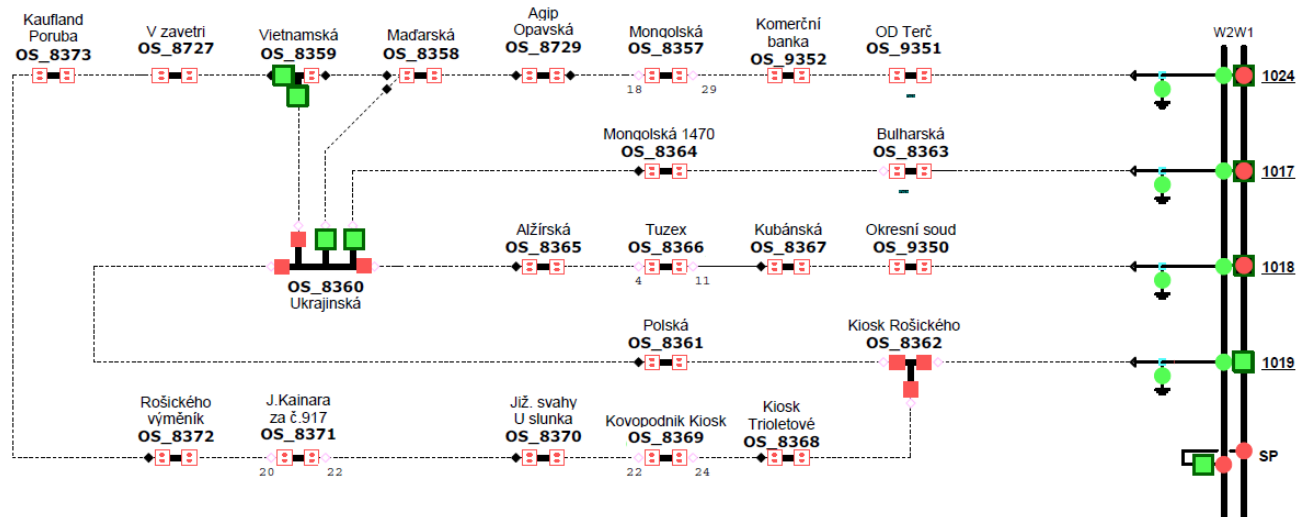 Kaufland
Poruba
OS_8373
V zavetri
OS_8727
Vietnamská
OS_8359
Maďarská
OS_8358
Agip
Opavská
OS_8729
Mongolská
OS_8357
18
29
Komerční
banka
OS_9352
OD Terč
OS_9351
W2W1
1024
Mongolská 1470
OS_8364
Bulharská
OS_8363
1017
OS_8360
Ukrajinská
Alžírská
OS_8365
Tuzex
OS_8366
4
11
Kubánská
OS_8367
Okresní soud
OS_9350
1018
Polská
OS_8361
Kiosk Rošického
OS_8362
1019
Rošického
výměník
OS_8372
J.Kainara
za č.917
OS_8371
20
22
Již. svahy
U slunka
OS_8370
Kovopodnik Kiosk
OS_8369
22
24
Kiosk
Trioletové
OS_8368
SP